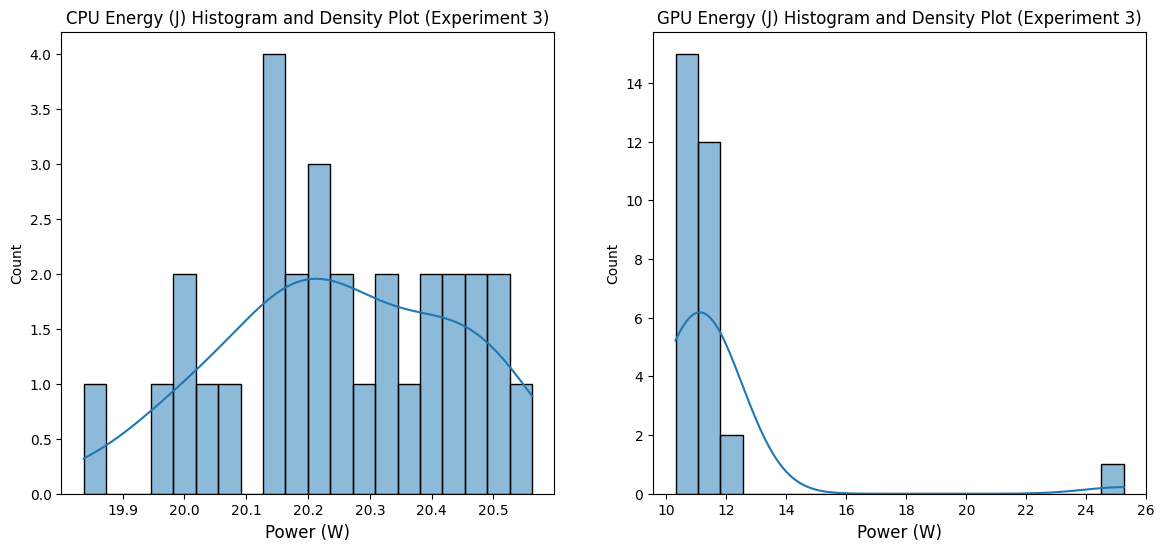 CPU Energy (J) Histogram and Density Plot (Experiment 3)
4.0
3.5
3.0
2.5
2.0
1.5
1.0
0.5
0.0
Count
19.9 20.0 20.1 20.2 20.3 20.4 20.5
Power (W)
GPU Energy (J) Histogram and Density Plot (Experiment 3)
14
12
10
8
6
4
2
0
Count
10 12 14 16 18 20 22 24 26
Power (W)